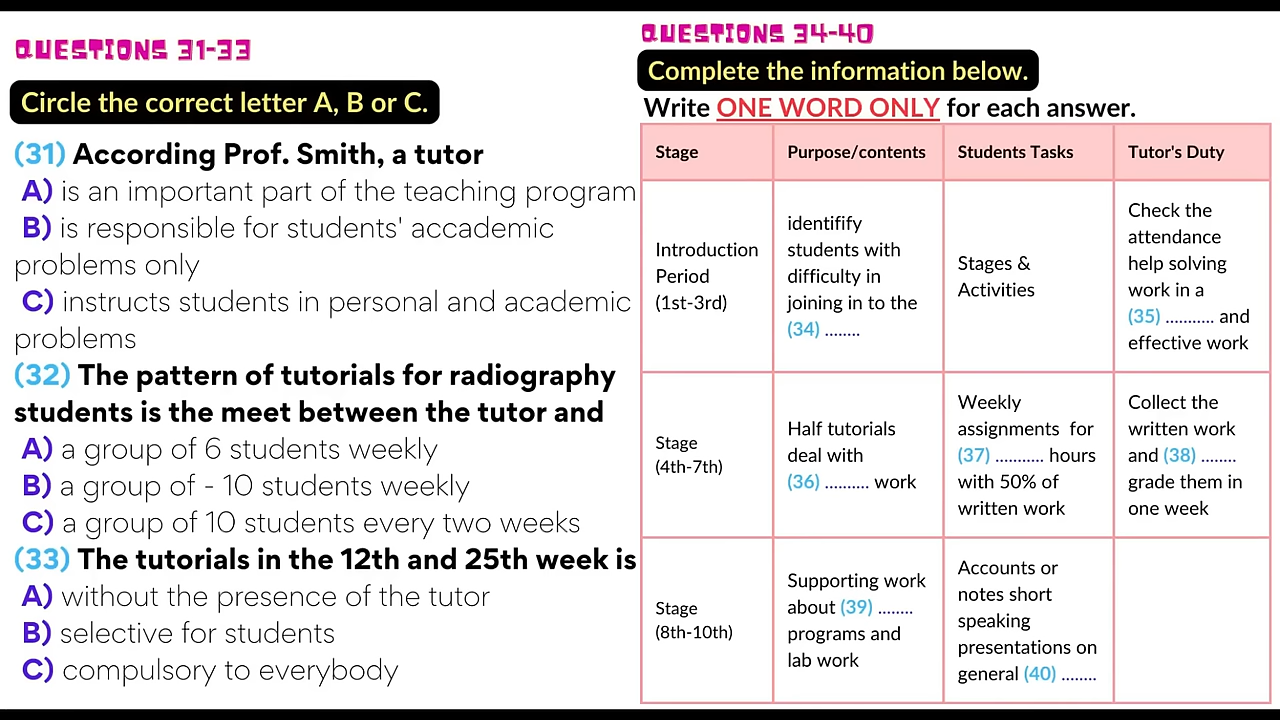 QUESTIONS 31-33
Circle the correct letter A, B or C.
(31) According Prof. Smith, a tutor
A) is an important part of the teaching program
B) is responsible for students' accademic
problems only
C) instructs students in personal and academic
problems
(32) The pattern of tutorials for radiography
students is the meet between the tutor and
A) a group of 6 students weekly
B) a group of - 10 students weekly
C) a group of 10 students every two weeks
(33) The tutorials in the 12th and 25th week is
A) without the presence of the tutor
B) selective for students
C) compulsory to everybody
QUESTIONS 34-40
Complete the information below.
Write ONE WORD ONLY for each answer.
Stage
Purpose/contents
Students Tasks
Tutor's Duty
Introduction
Period
(1st-3rd)
identifify
students with
difficulty in
joining in to the
(34) ........
Stages &
Activities
Check the
attendance
help solving
work in a
(35) ........... and
effective work
Stage
(4th-7th)
Half tutorials
deal with
(36) .......... work
Weekly
assignments for
(37) ........... hours
with 50% of
written work
Collect the
written work
and (38) ........
grade them in
one week
Stage
(8th-10th)
Supporting work
about (39) ........
programs and
lab work
Accounts or
notes short
speaking
presentations on
general (40) ........